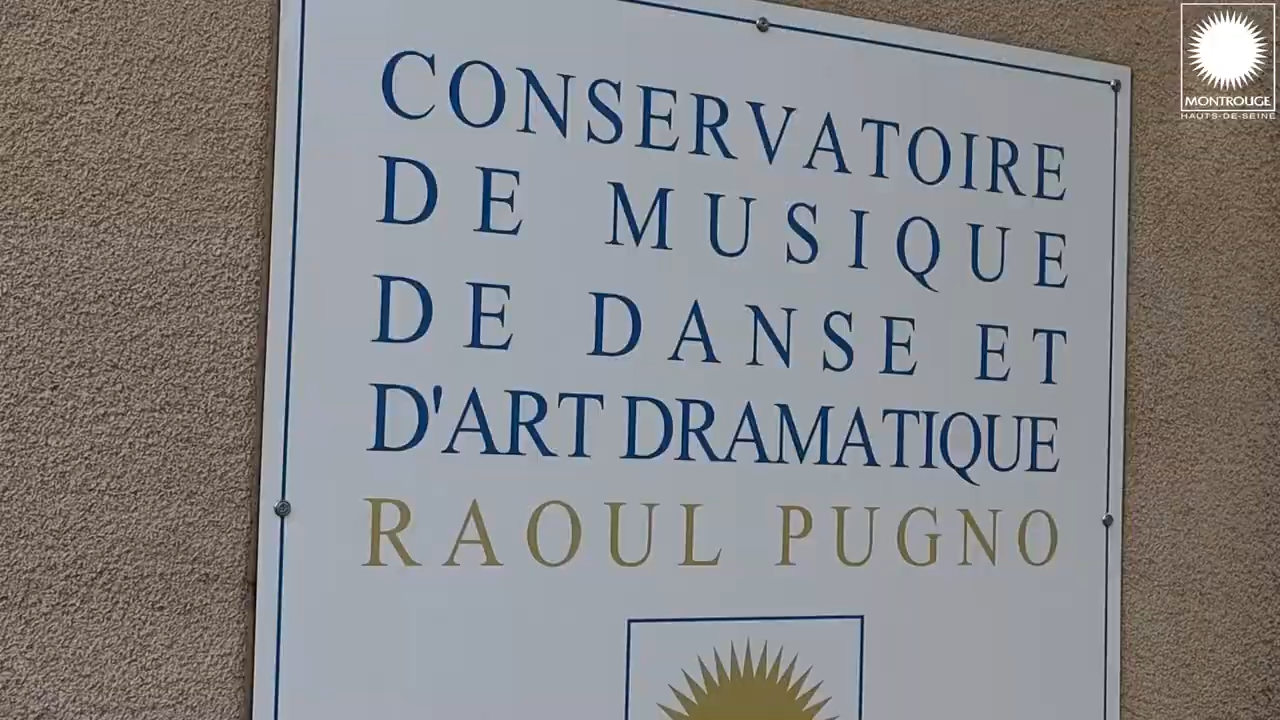 CONSERVATOIRE
DE MUSIQUE
DE DANSE ET
D'ART DRAMATIQUE
RAOUL PUGNO
MONTROUGE
HAUTS-DE-SEINE